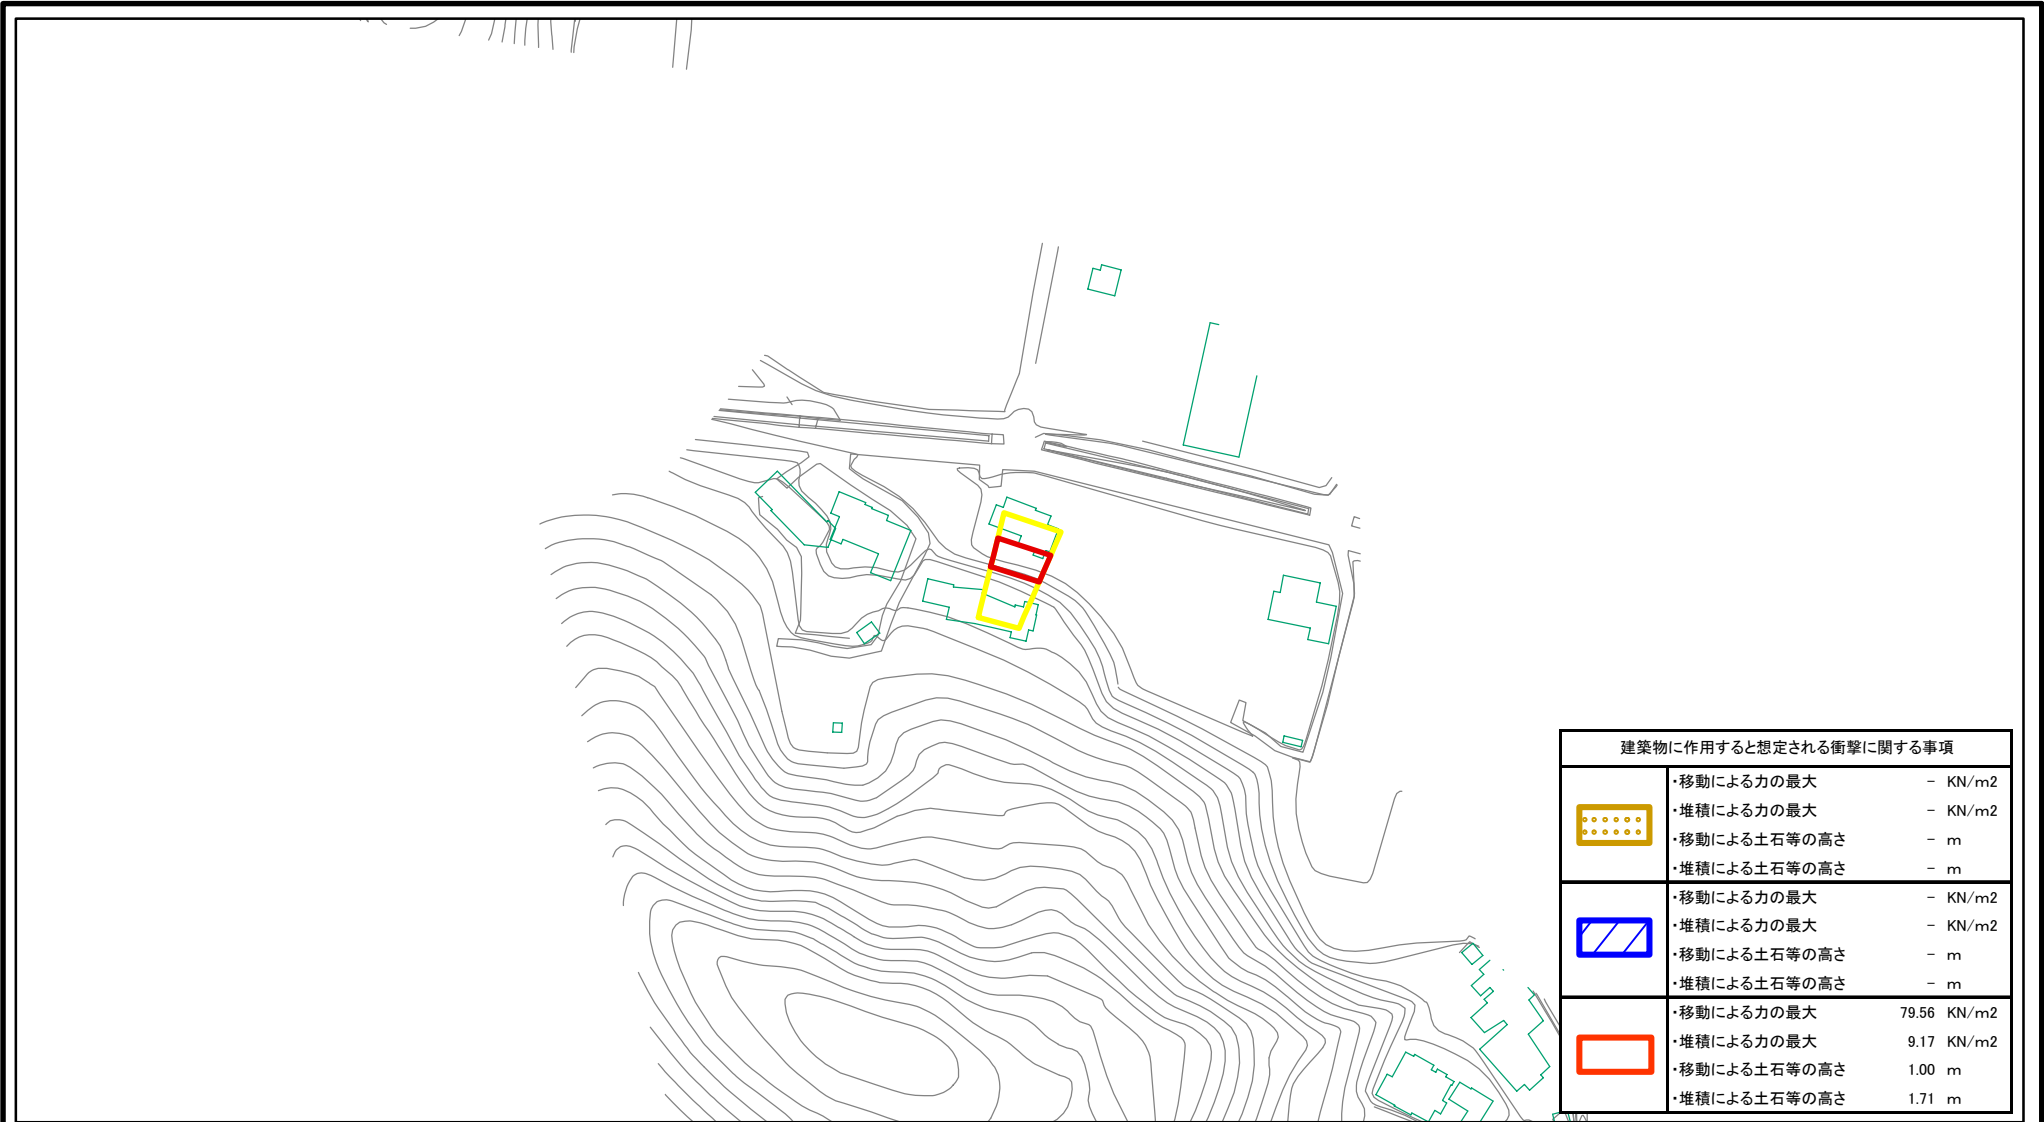 建築物に作用すると想定される衝撃に関する事項
・移動による力の最大 － KN/m2
・堆積による力の最大 － KN/m2
・移動による土石等の高さ － m
・堆積による土石等の高さ － m
・移動による力の最大 － KN/m2
・堆積による力の最大 － KN/m2
・移動による土石等の高さ － m
・堆積による土石等の高さ － m
・移動による力の最大 79.56 KN/m2
・堆積による力の最大 9.17 KN/m2
・移動による土石等の高さ 1.00 m
・堆積による土石等の高さ 1.71 m